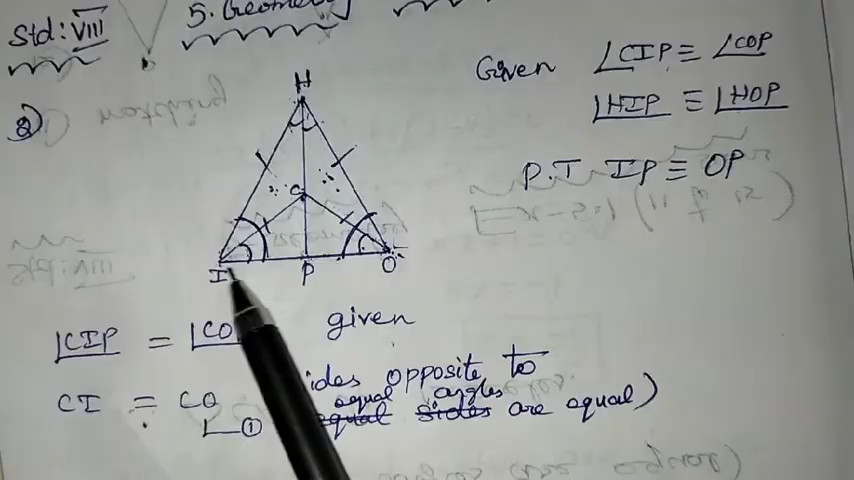 Std: VIII
5. Geometry
Given ∠CIP ≡ ∠COP
∠HIP ≡ ∠HOP
P.T IP ≡ OP
2)
H
C
I P O
∠CIP = ∠CO given
CI = CO sides opposite to
equal angles
equal sides are equal)
①